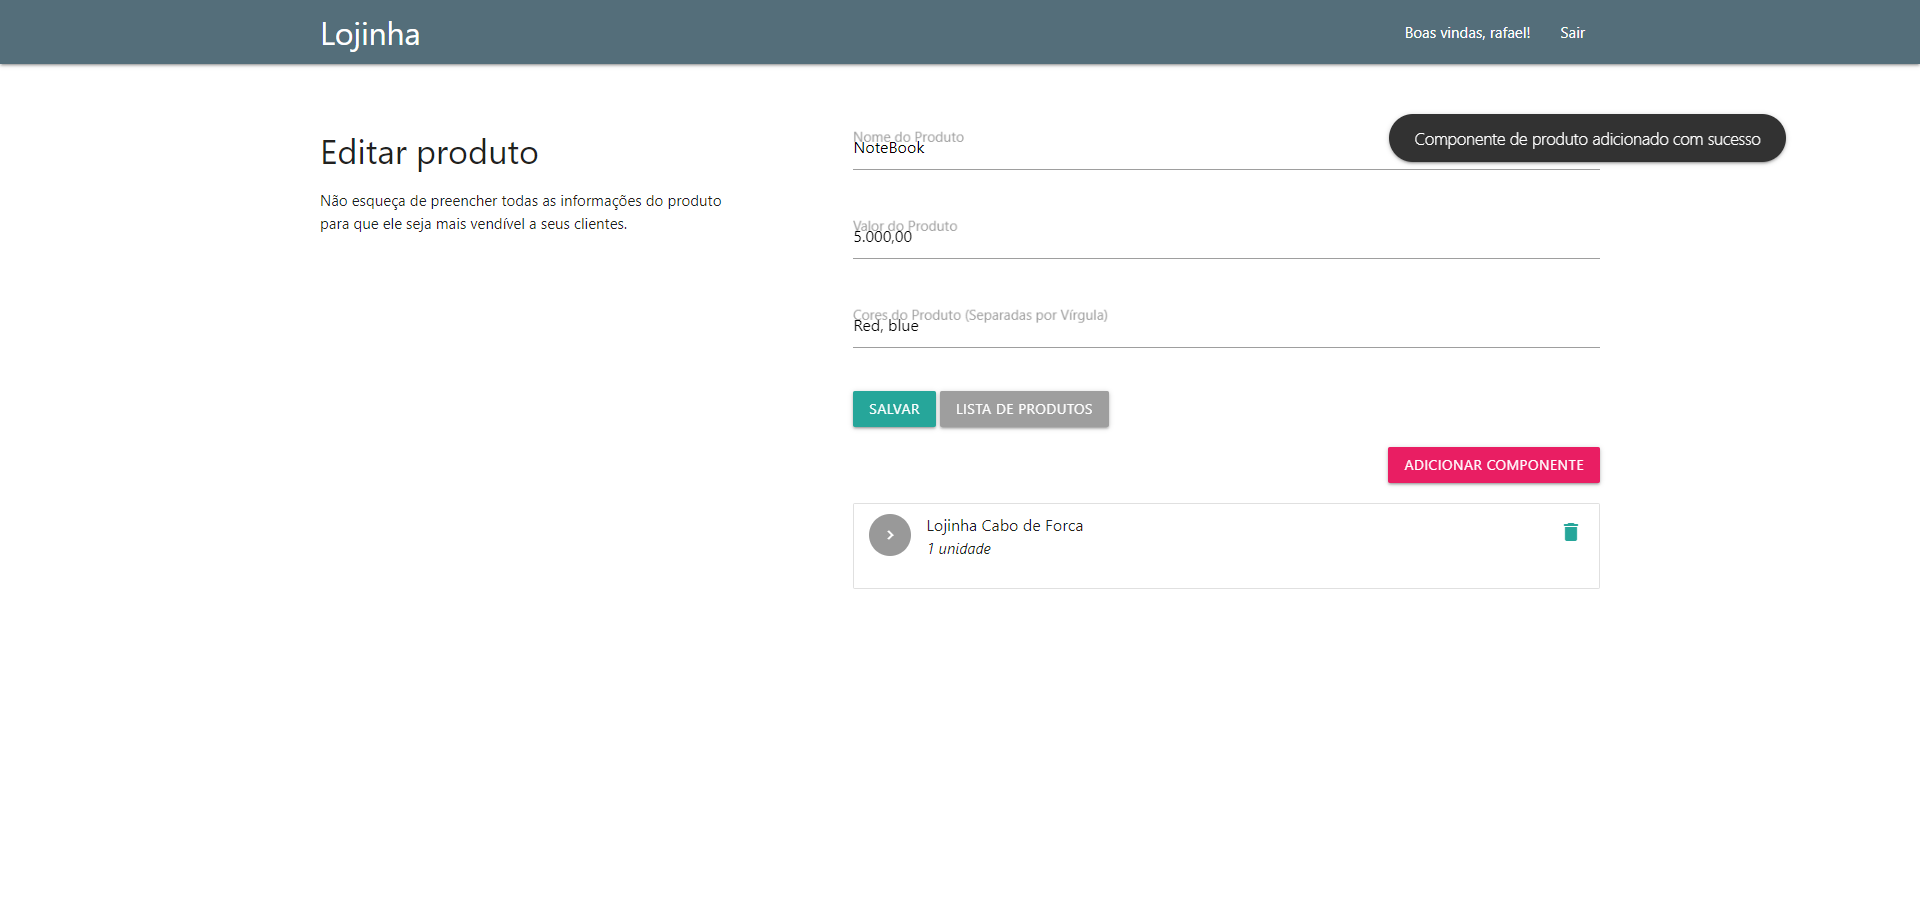 Lojinha
Boas vindas, rafael!
Sair
Editar produto
Não esqueça de preencher todas as informações do produto
para que ele seja mais vendível a seus clientes.
Nome do Produto
NoteBook
Componente de produto adicionado com sucesso
Valor do Produto
5.000,00
Cores do Produto (Separadas por Vírgula)
Red, blue
SALVAR
LISTA DE PRODUTOS
ADICIONAR COMPONENTE
Lojinha Cabo de Forca
1 unidade